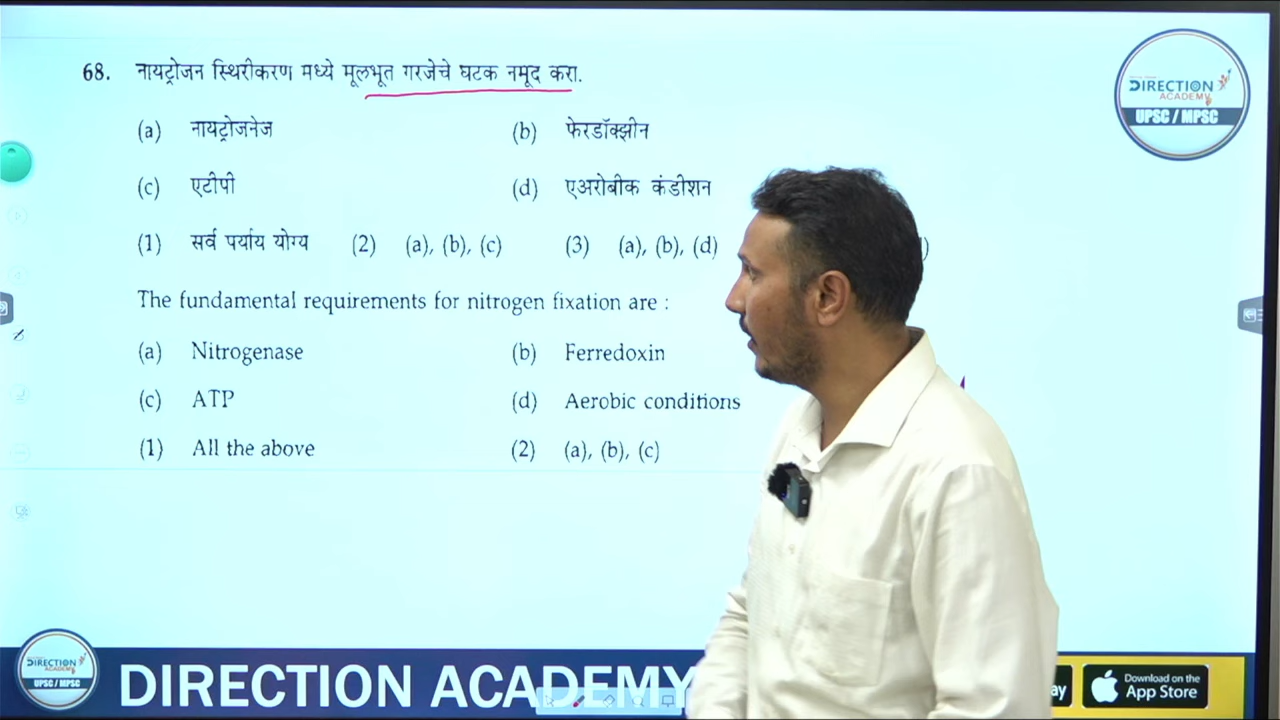 68. नायट्रोजन स्थिरीकरण मध्ये मूलभूत गरजेचे घटक नमूद करा.
(a) नायट्रोजनेज (b) फेरडॉक्झीन
(c) एटीपी (d) एअरोबीक कंडीशन
(1) सर्व पर्याय योग्य (2) (a), (b), (c) (3) (a), (b), (d)
The fundamental requirements for nitrogen fixation are :
(a) Nitrogenase (b) Ferredoxin
(c) ATP (d) Aerobic conditions
(1) All the above (2) (a), (b), (c)
DIRECTION
ACADEMY
UPSC / MPSC
DIRECTION
ACADEMY
UPSC / MPSC
DIRECTION ACADEMY
Download on the
App Store